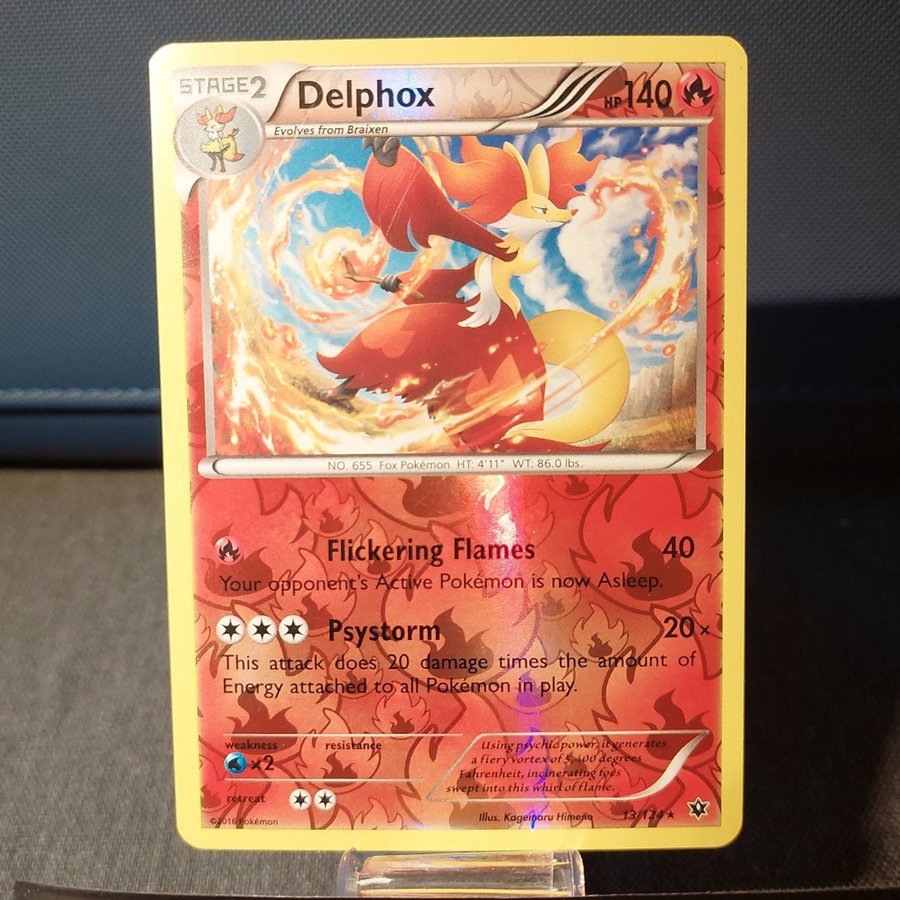 STAGE2 Delphox HP 140
Evolves from Braixen
NO. 655 Fox Pokémon HT: 4'11" WT: 86.0 lbs.
Flickering Flames 40
Your opponent's Active Pokémon is now Asleep.
Psystorm 20×
This attack does 20 damage times the amount of
Energy attached to all Pokémon in play.
weakness resistance
×2
retreat
Using psychic power, it generates
a fiery vortex of 5,400 degrees
Fahrenheit, incinerating foes
swept into this whirl of flame.
©2016 Pokémon Illus. Kagemaru Himeno 13/124 ★